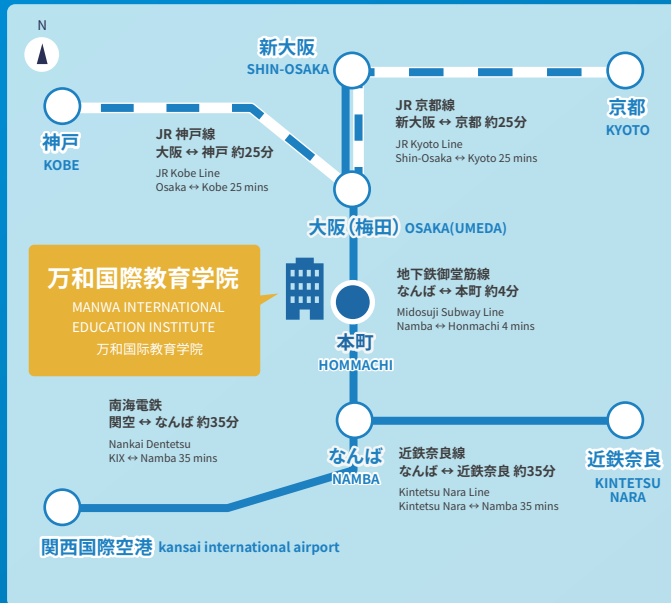 N
新大阪
SHIN-OSAKA
京都
KYOTO
JR 京都線
新大阪 ↔ 京都 約25分
JR Kyoto Line
Shin-Osaka ↔ Kyoto 25 mins
神戸
KOBE
JR 神戸線
大阪 ↔ 神戸 約25分
JR Kobe Line
Osaka ↔ Kobe 25 mins
大阪（梅田）OSAKA(UMEDA)
万和国際教育学院
MANWA INTERNATIONAL
EDUCATION INSTITUTE
万和国际教育学院
地下鉄御堂筋線
なんば ↔ 本町 約4分
Midosuji Subway Line
Namba ↔ Honmachi 4 mins
本町
HOMMACHI
南海電鉄
関空 ↔ なんば 約35分
Nankai Dentetsu
KIX ↔ Namba 35 mins
なんば
NAMBA
近鉄奈良線
なんば ↔ 近鉄奈良 約35分
Kintetsu Nara Line
Kintetsu Nara ↔ Namba 35 mins
近鉄奈良
KINTETSU
NARA
関西国際空港 kansai international airport